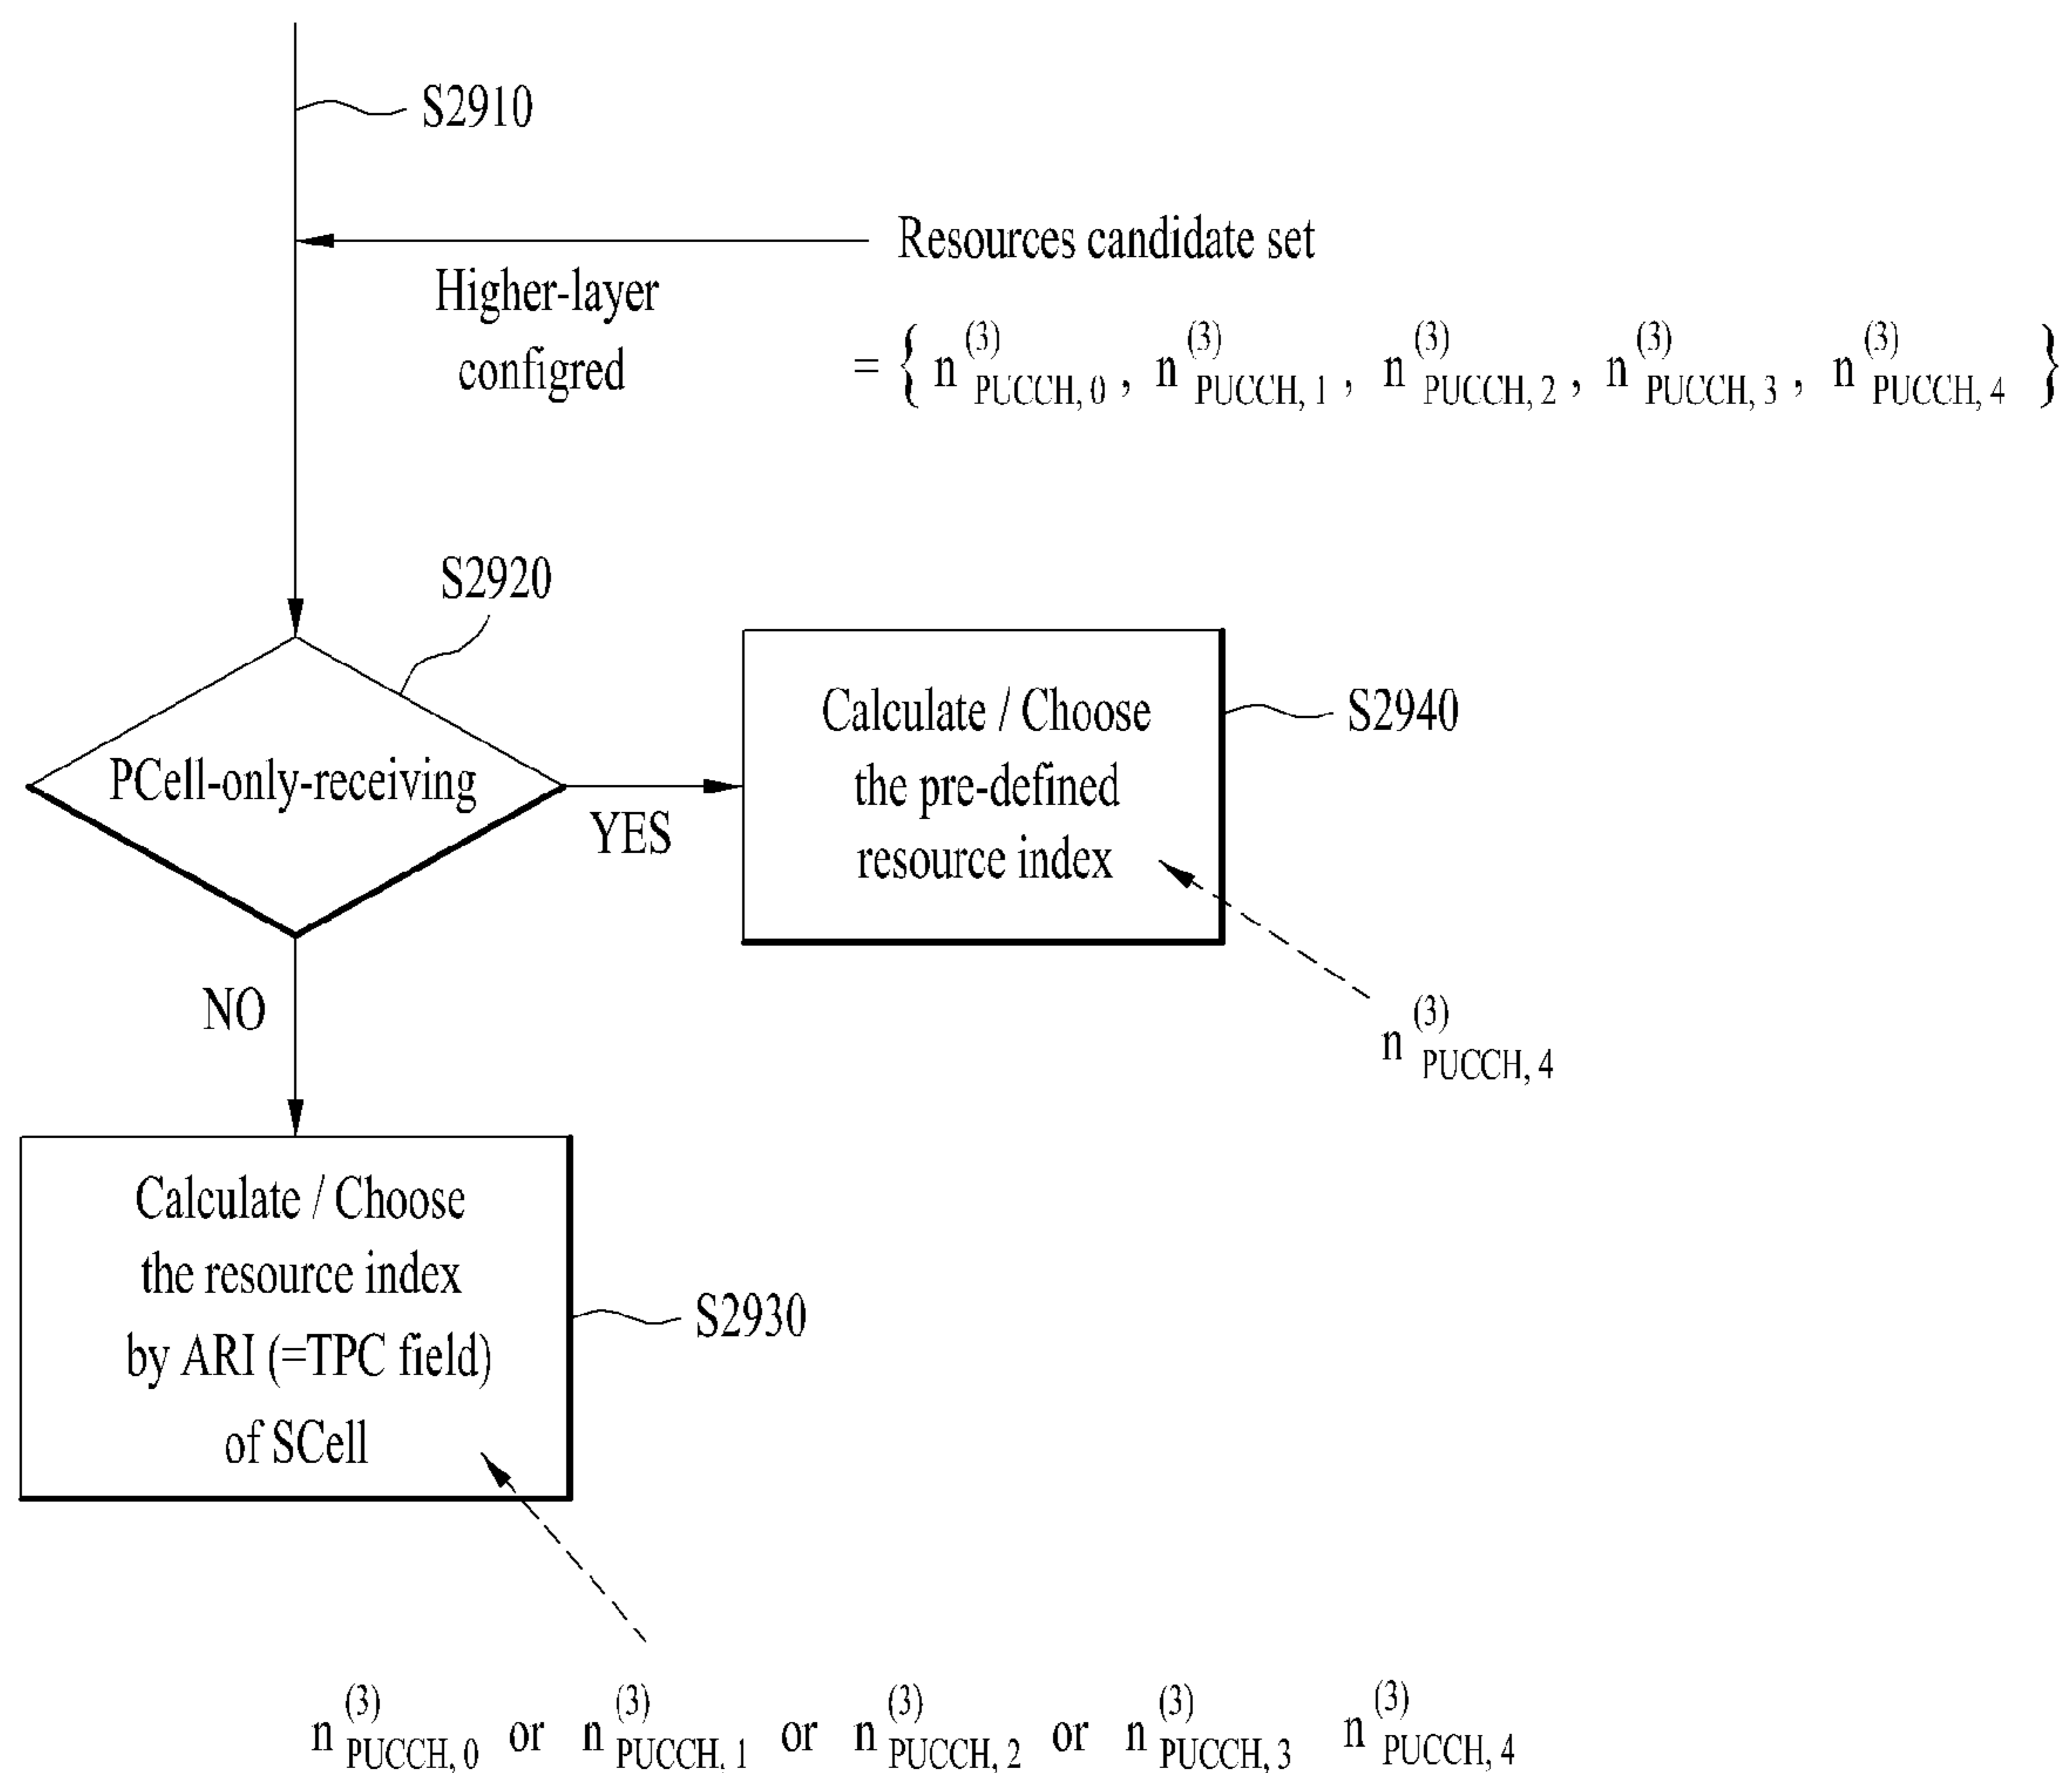 S2910
Resources candidate set
Higher-layer
configred
= { n(3)PUCCH, 0 , n(3)PUCCH, 1 , n(3)PUCCH, 2 , n(3)PUCCH, 3 , n(3)PUCCH, 4 }
S2920
PCell-only-receiving
YES
Calculate / Choose
the pre-defined
resource index
S2940
n(3)PUCCH, 4
NO
Calculate / Choose
the resource index
by ARI (=TPC field)
of SCell
S2930
n(3)PUCCH, 0 or n(3)PUCCH, 1 or n(3)PUCCH, 2 or n(3)PUCCH, 3 n(3)PUCCH, 4